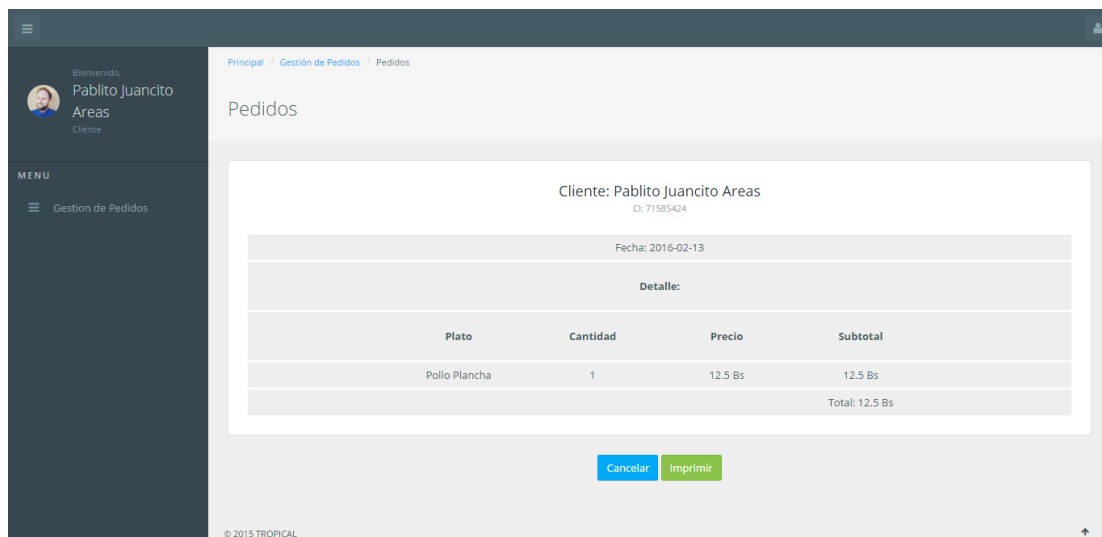 Bienvenido,
Pablito Juancito
Areas
Cliente
MENU
Gestion de Pedidos
Principal / Gestión de Pedidos / Pedidos
Pedidos
Cliente: Pablito Juancito Areas
CI: 71585424
Fecha: 2016-02-13
Detalle:
Plato Cantidad Precio Subtotal
Pollo Plancha 1 12.5 Bs 12.5 Bs
Total: 12.5 Bs
Cancelar Imprimir
© 2015 TROPICAL